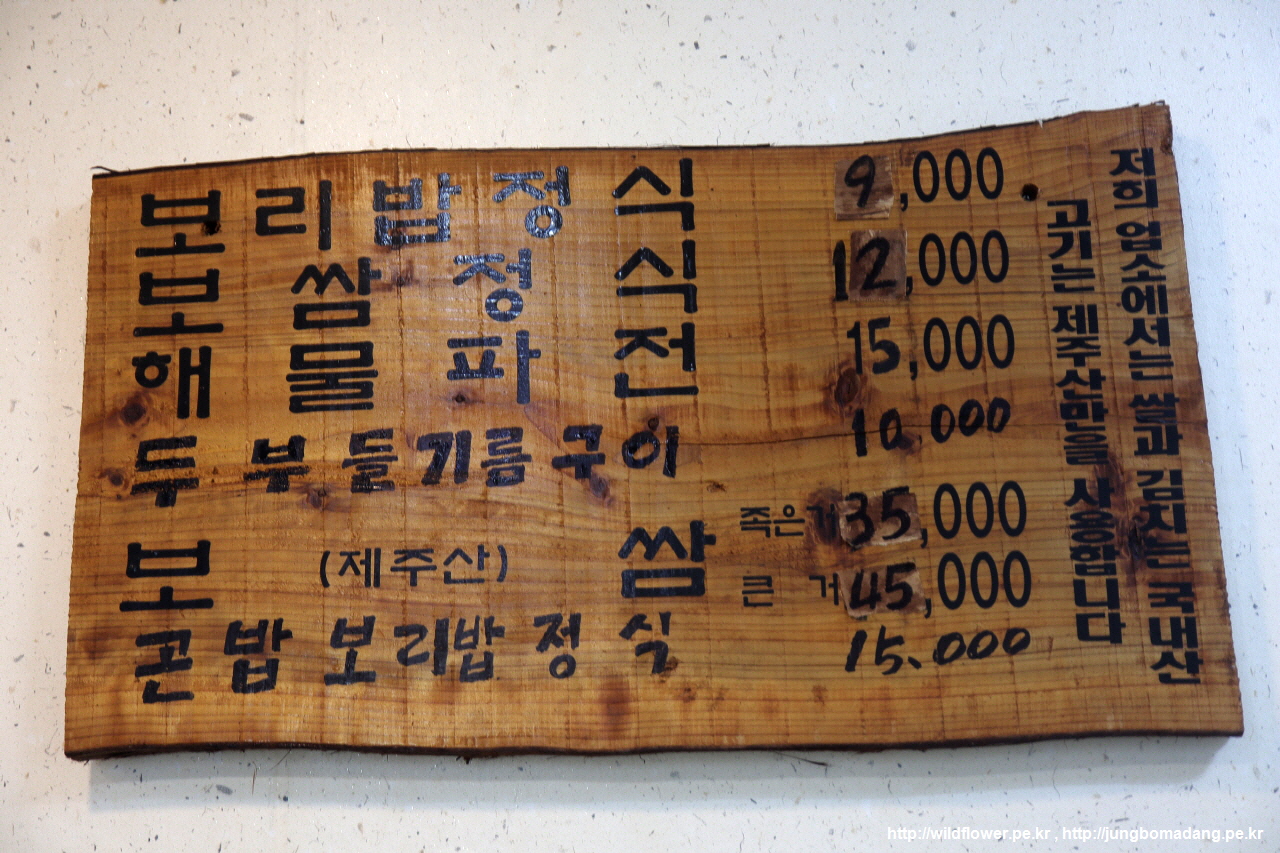 보리밥정식 9,000
보쌈정식 12,000
해물파전 15,000
두부들기름구이 10,000
보(제주산)쌈 족은거 35,000
큰거 45,000
곤밥보리밥정식 15.000
저희 업소에서는 쌀과 김치는 국내산
고기는 제주산만을 사용합니다
http://wildflower.pe.kr , http://jungbomadang.pe.kr